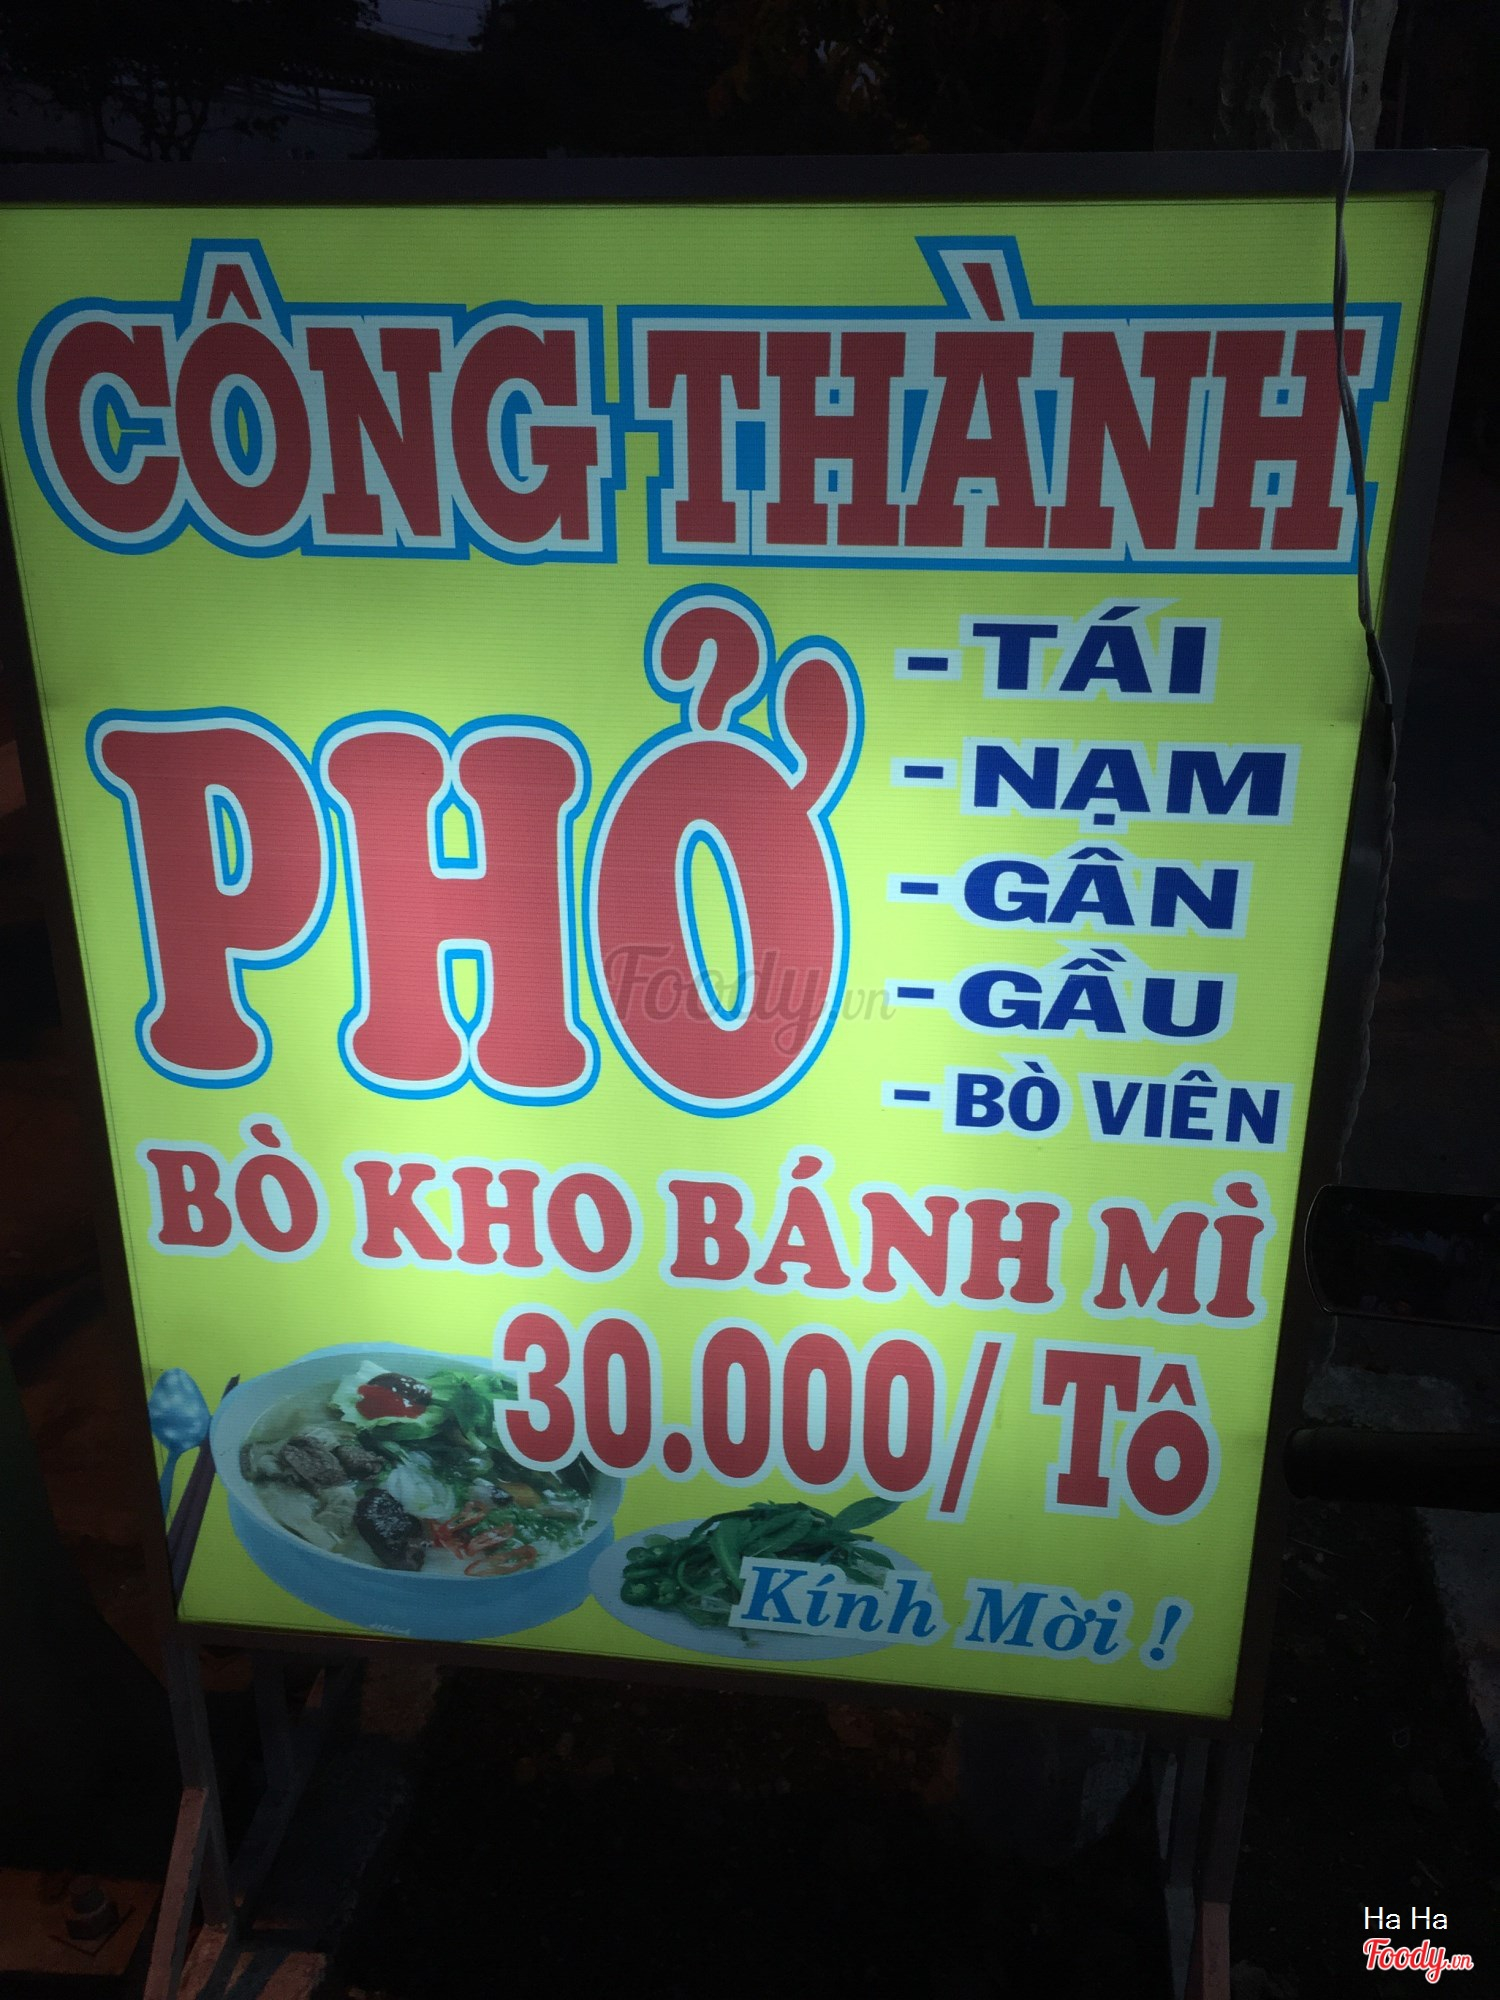 CÔNG THÀNH
PHỞ
- TÁI
- NẠM
- GÂN
- GẦU
- BÒ VIÊN
BÒ KHO BÁNH MÌ
30.000/ TÔ
Kính Mời !
Foody.vn
Ha Ha
Foody.vn